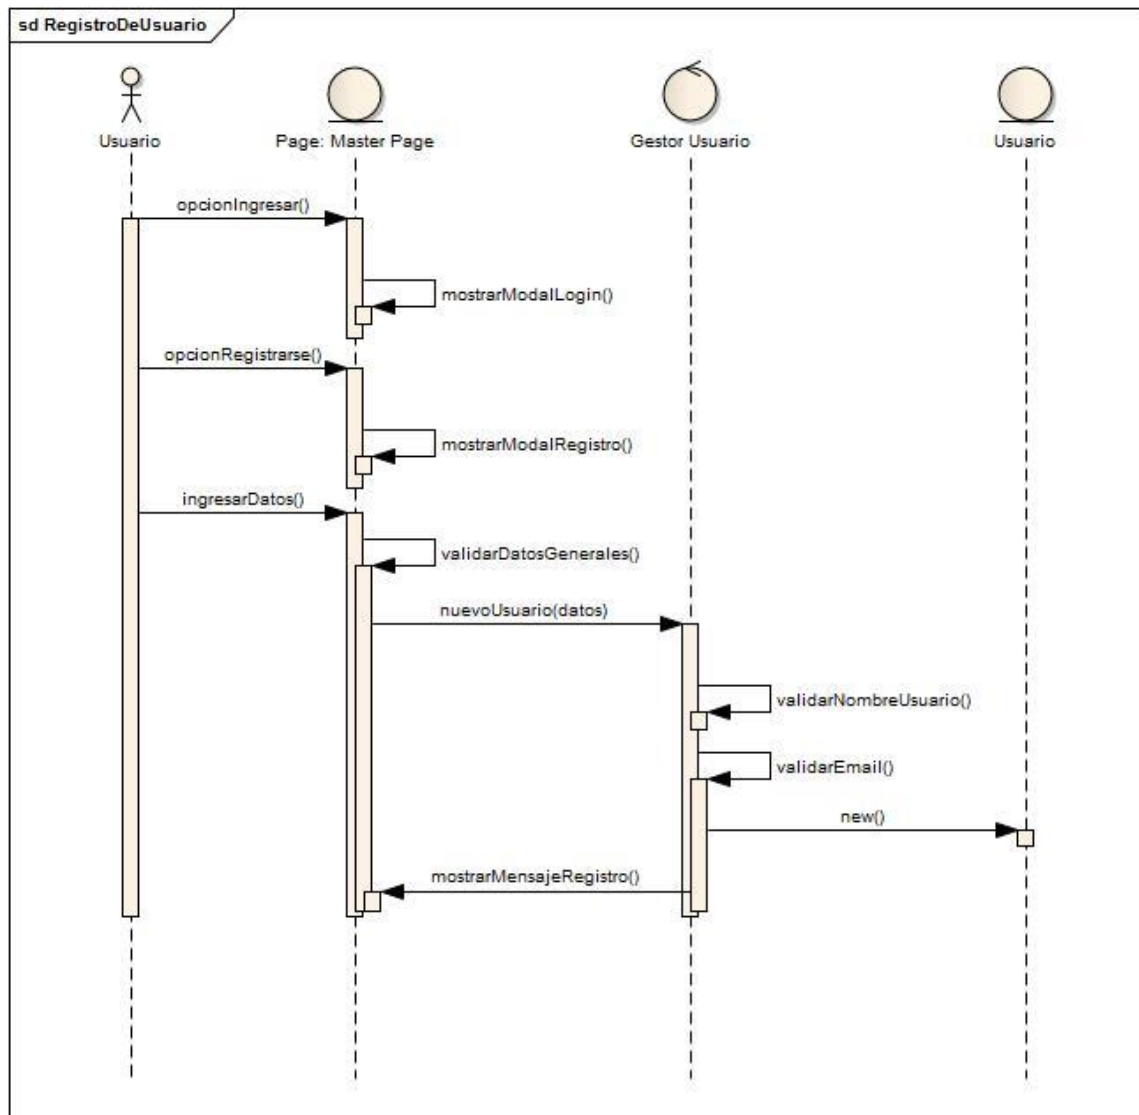 sd RegistroDeUsuario
Usuario
Page: Master Page
Gestor Usuario
Usuario
opcionIngresar()
mostrarModalLogin()
opcionRegistrarse()
mostrarModalRegistro()
ingresarDatos()
validarDatosGenerales()
nuevoUsuario(datos)
validarNombreUsuario()
validarEmail()
new()
mostrarMensajeRegistro()